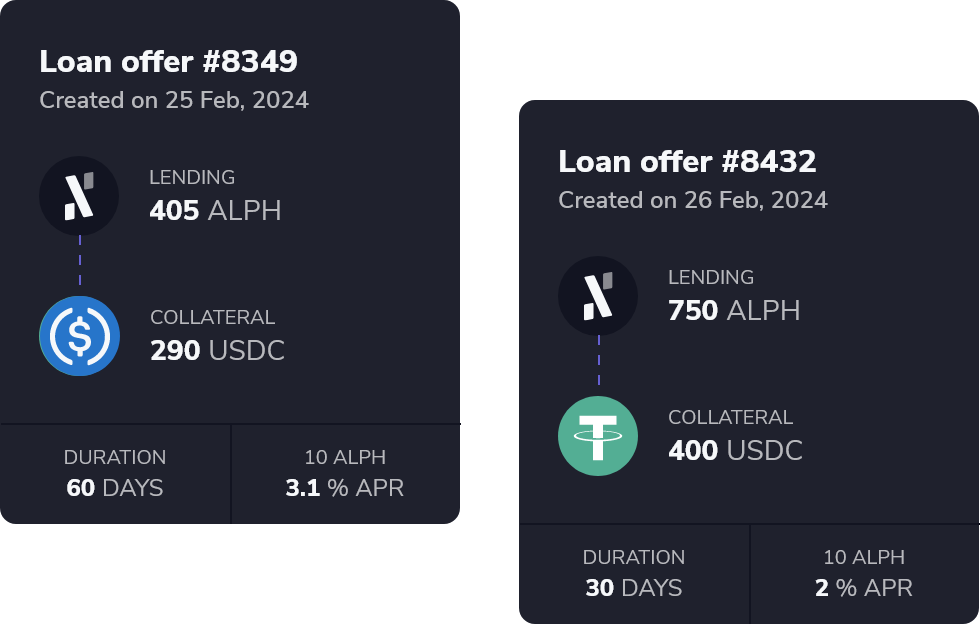 Loan offer #8349
Created on 25 Feb, 2024
LENDING
405 ALPH
COLLATERAL
290 USDC
DURATION
60 DAYS
10 ALPH
3.1 % APR
Loan offer #8432
Created on 26 Feb, 2024
LENDING
750 ALPH
COLLATERAL
400 USDC
DURATION
30 DAYS
10 ALPH
2 % APR